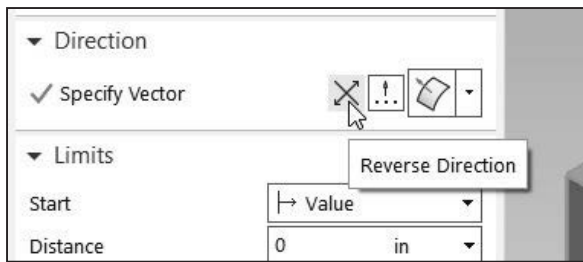 Direction
Specify Vector
Limits
Reverse Direction
Start
Value
Distance
0 in